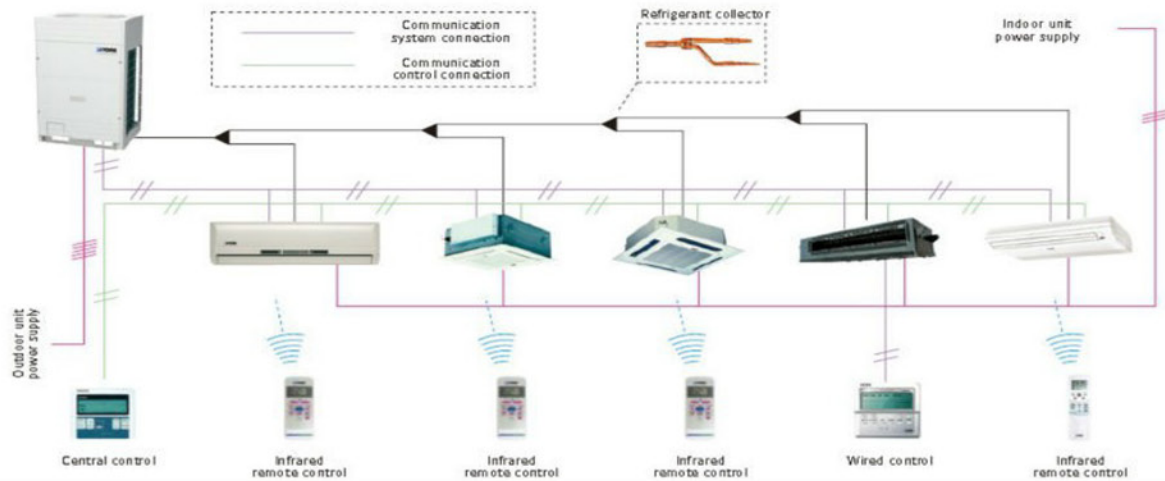 Communication
system connection
Communication
control connection
Refrigerant collector
Indoor unit
power supply
Outdoor unit
power supply
Central control
Infrared
remote control
Infrared
remote control
Infrared
remote control
Wired control
Infrared
remote control